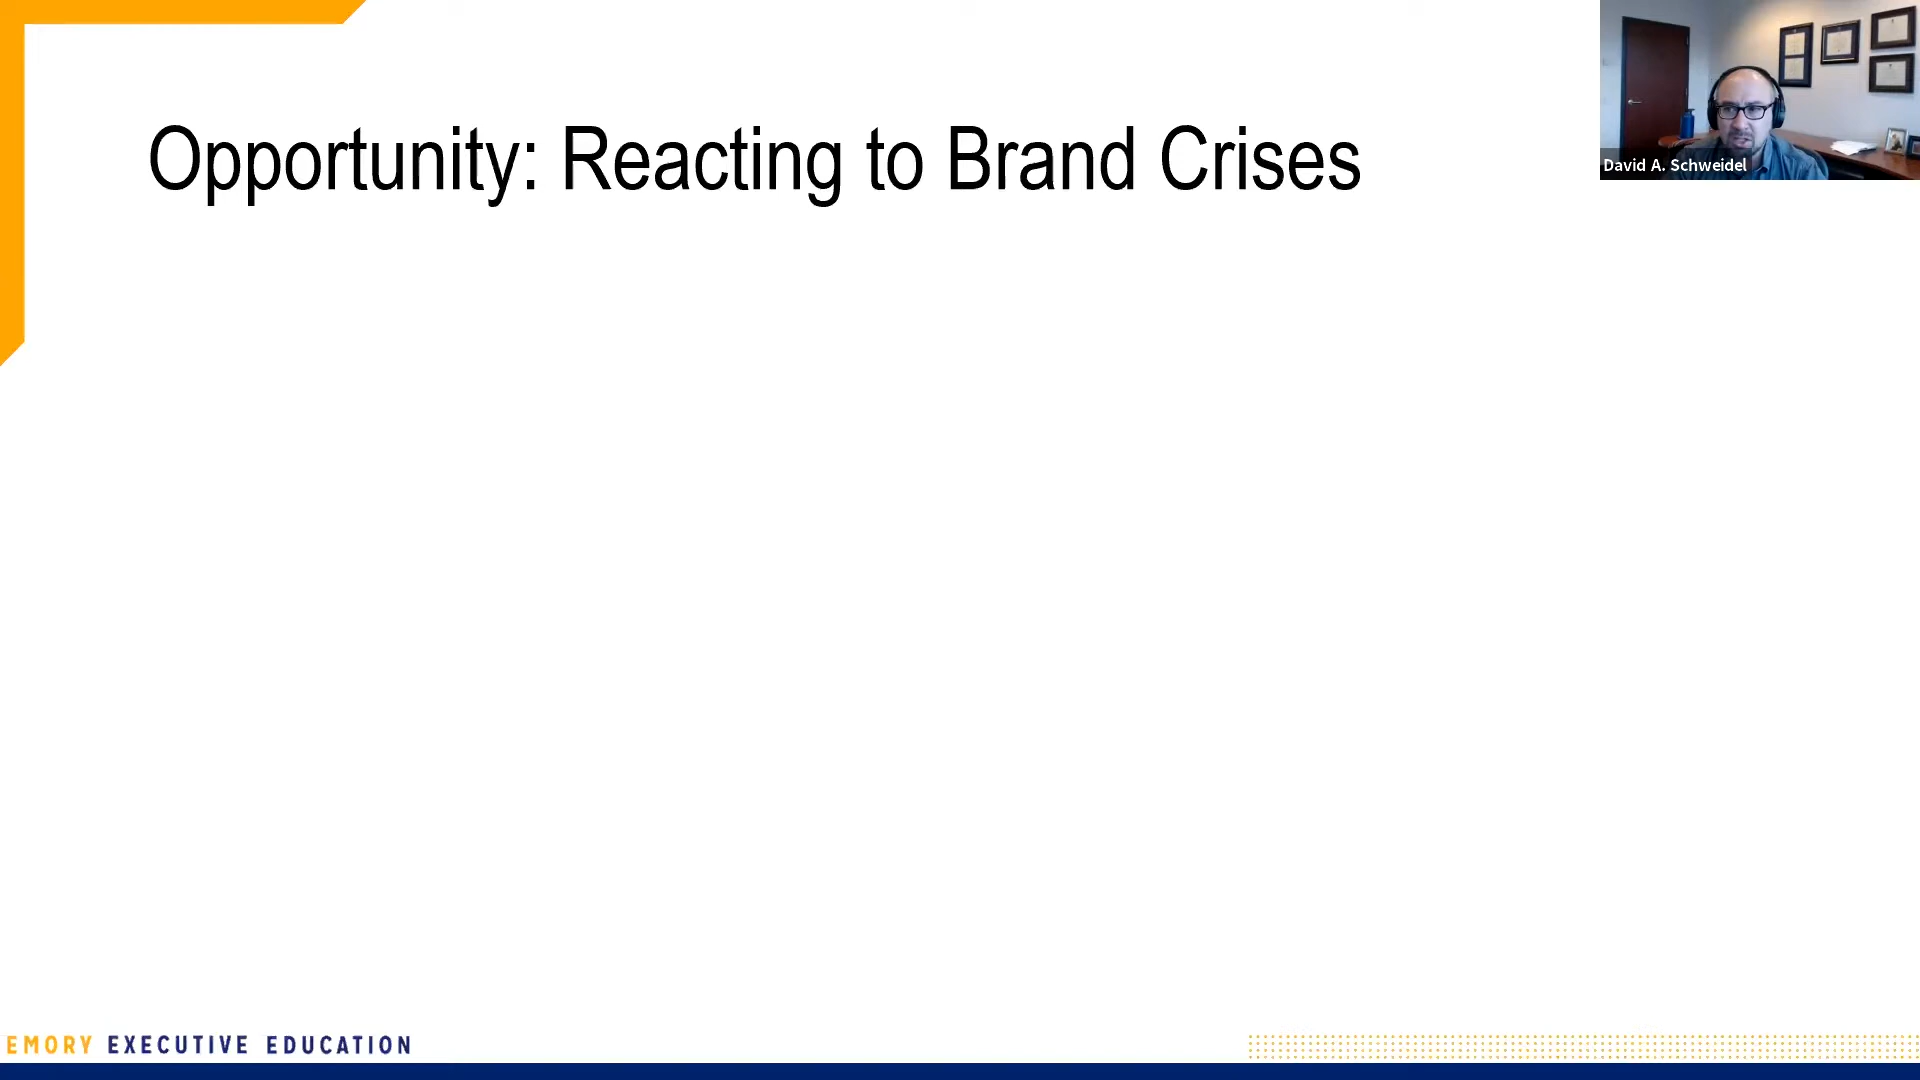 Opportunity: Reacting to Brand Crises
David A. Schweidel
EMORY EXECUTIVE EDUCATION